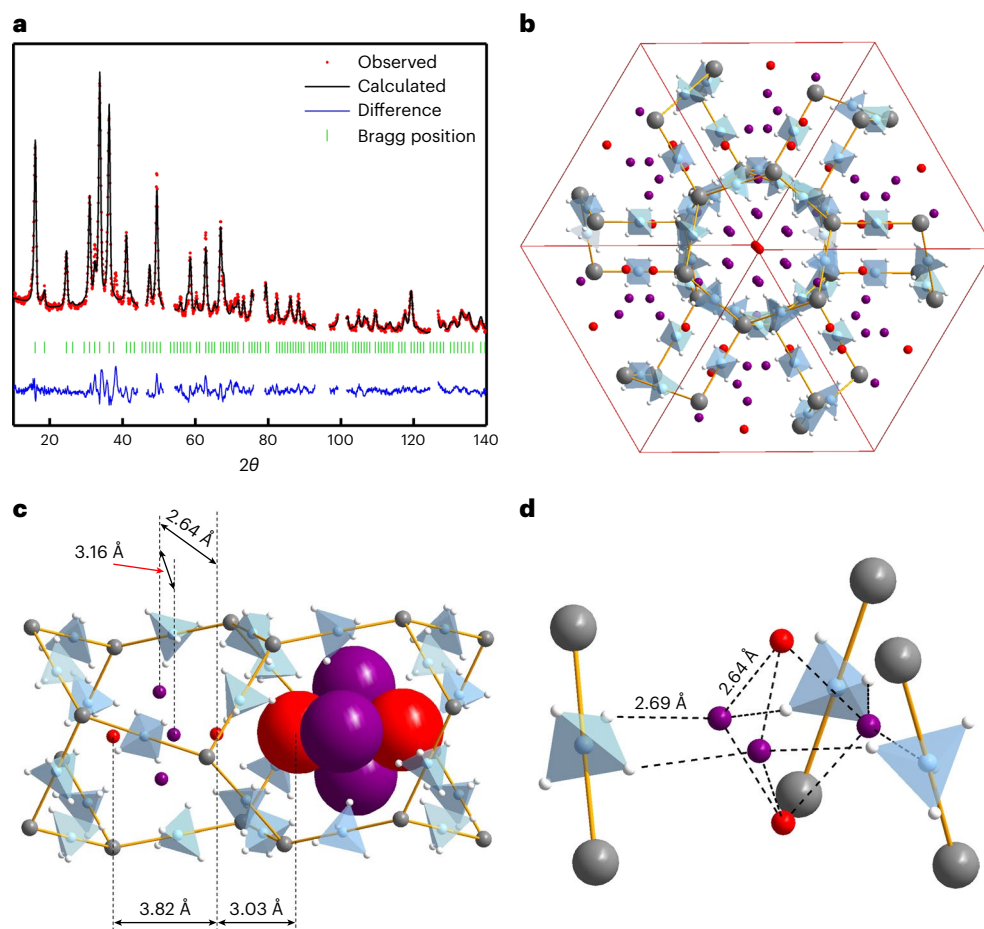 a
Observed
Calculated
Difference
Bragg position
20 40 60 80 100 120 140
2θ
b
c
2.64 Å
3.16 Å
3.82 Å 3.03 Å
d
2.64 Å
2.69 Å